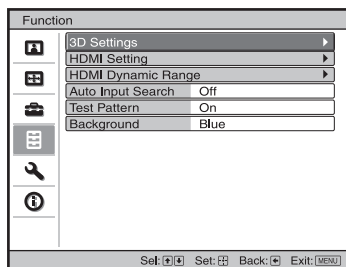 Function
3D Settings
HDMI Setting
HDMI Dynamic Range
Auto Input Search Off
Test Pattern On
Background Blue
Sel: Set: Back: Exit: MENU